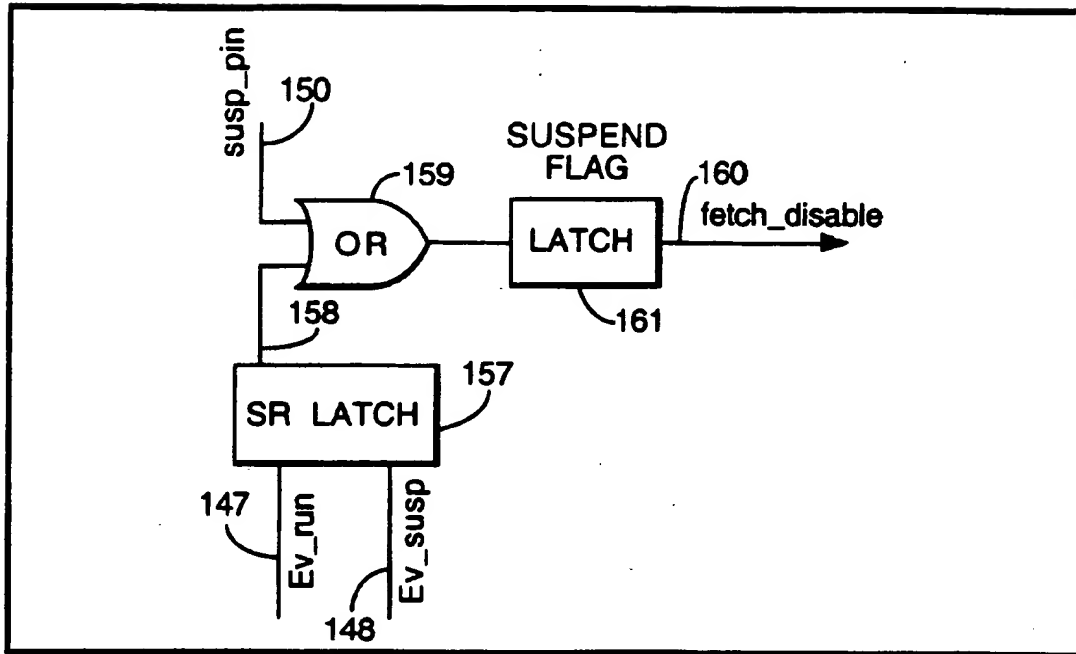 susp_pin
150
159
SUSPEND
FLAG
160
fetch_disable
OR
LATCH
161
158
157
SR LATCH
147
Ev_run
Ev_susp
148